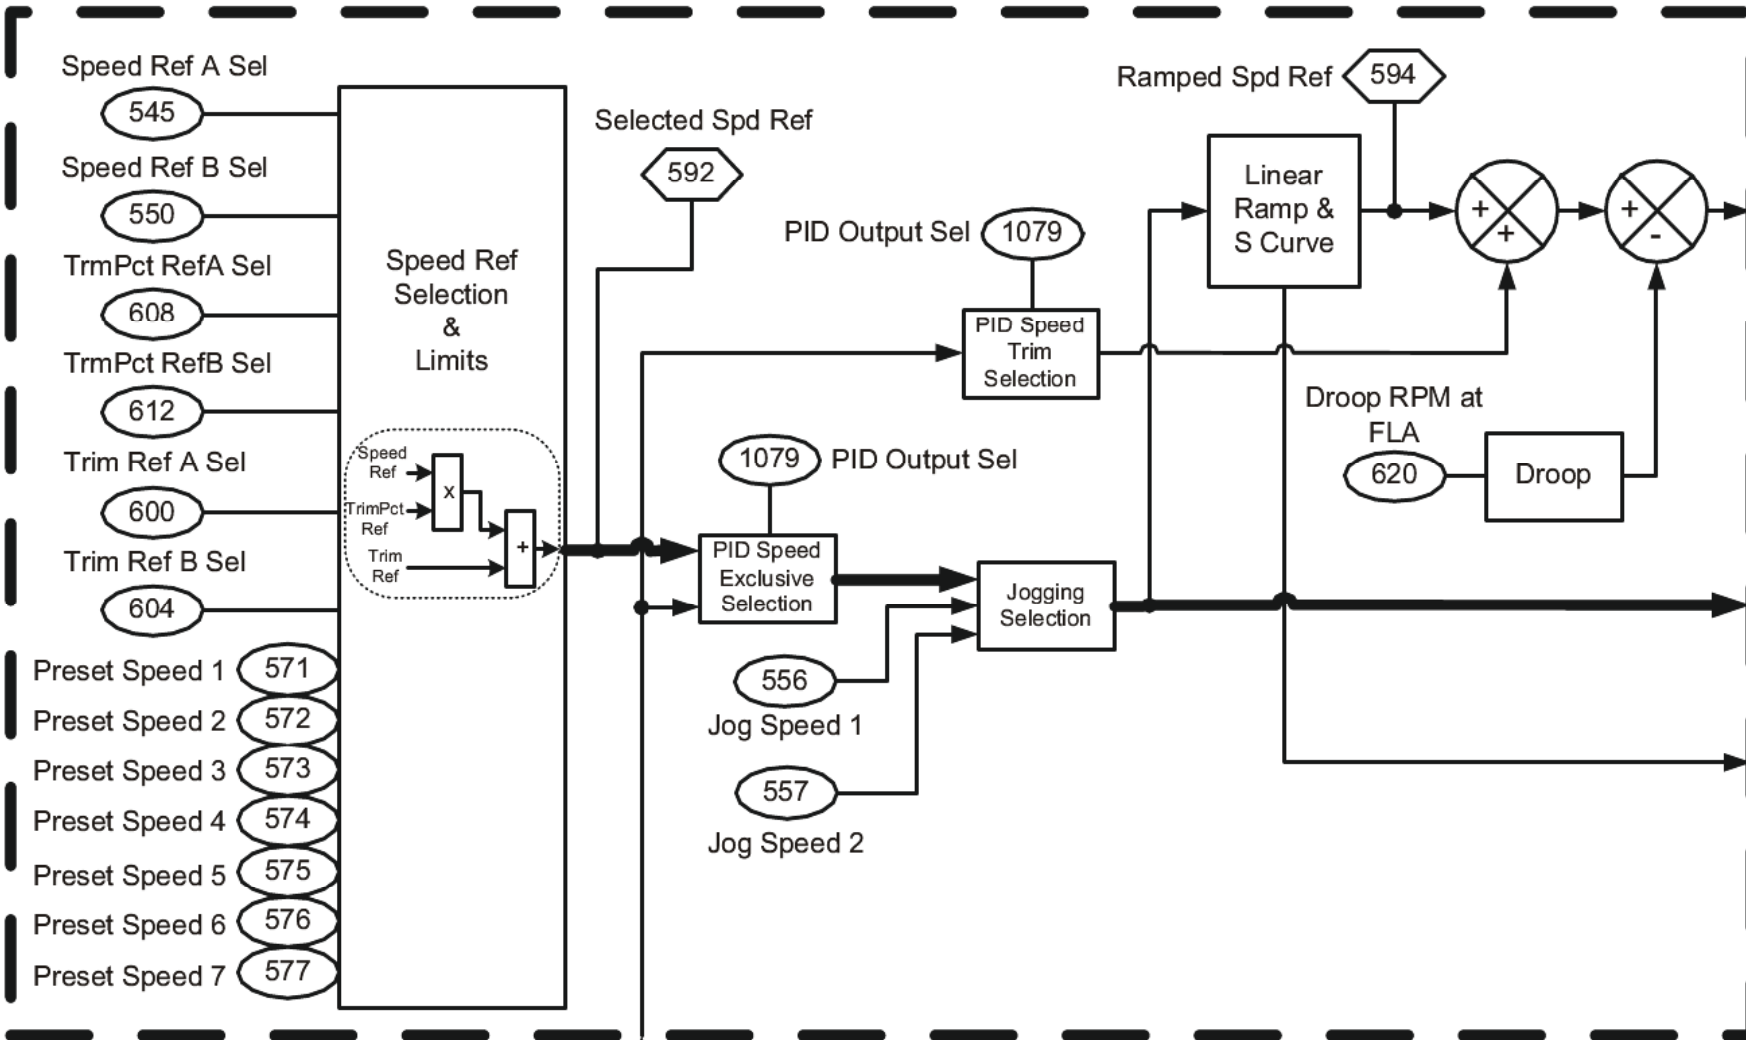 Speed Ref A Sel
545
Speed Ref B Sel
550
TrmPct RefA Sel
608
TrmPct RefB Sel
612
Trim Ref A Sel
600
Trim Ref B Sel
604
Preset Speed 1 571
Preset Speed 2 572
Preset Speed 3 573
Preset Speed 4 574
Preset Speed 5 575
Preset Speed 6 576
Preset Speed 7 577
Speed Ref
Selection
&
Limits
Speed
Ref
x
TrimPct
Ref
+
Trim
Ref
Selected Spd Ref
592
PID Output Sel 1079
PID Speed
Trim
Selection
1079 PID Output Sel
PID Speed
Exclusive
Selection
Jogging
Selection
556
Jog Speed 1
557
Jog Speed 2
Ramped Spd Ref 594
Linear
Ramp &
S Curve
+
+
+
-
Droop RPM at
FLA
620
Droop